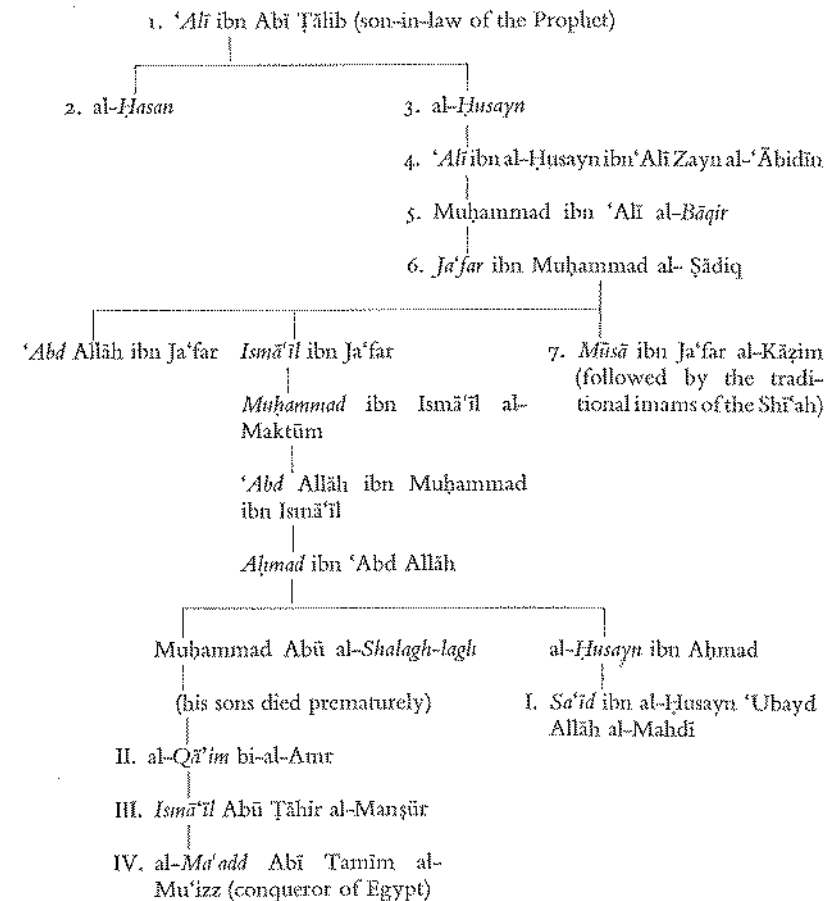 1. ‘Alī ibn Abī Ṭālib (son-in-law of the Prophet)
2. al-Ḥasan
3. al-Ḥusayn
4. ‘Alī ibn al-Ḥusayn ibn ‘Alī Zayn al-‘Ābidīn
5. Muḥammad ibn ‘Alī al-Bāqir
6. Ja‘far ibn Muḥammad al- Ṣādiq
‘Abd Allāh ibn Ja‘far
Ismā‘īl ibn Ja‘far
7. Mūsā ibn Ja‘far al-Kāẓim
(followed by the tradi-
tional imams of the Shī‘ah)
Muḥammad ibn Ismā‘īl al-
Maktūm
‘Abd Allāh ibn Muḥammad
ibn Ismā‘īl
Aḥmad ibn ‘Abd Allāh
Muḥammad Abū al-Shalagh-lagh
al-Ḥusayn ibn Aḥmad
(his sons died prematurely)
I. Sa‘īd ibn al-Ḥusayn ‘Ubayd
Allāh al-Mahdī
II. al-Qā’im bi-al-Amr
III. Ismā‘īl Abū Ṭāhir al-Manṣūr
IV. al-Ma‘add Abī Tamīm al-
Mu‘izz (conqueror of Egypt)